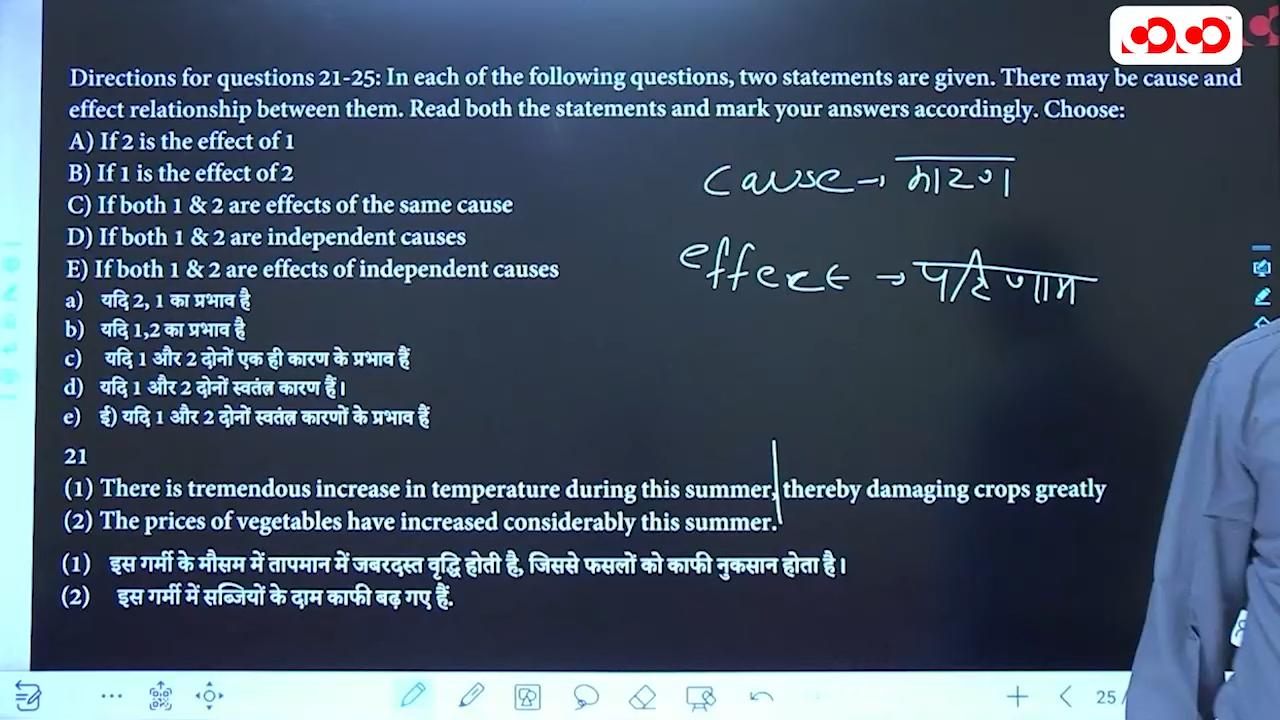 Directions for questions 21-25: In each of the following questions, two statements are given. There may be cause and
effect relationship between them. Read both the statements and mark your answers accordingly. Choose:
A) If 2 is the effect of 1
B) If 1 is the effect of 2
C) If both 1 & 2 are effects of the same cause
D) If both 1 & 2 are independent causes
E) If both 1 & 2 are effects of independent causes
a) यदि 2, 1 का प्रभाव है
b) यदि 1,2 का प्रभाव है
c) यदि 1 और 2 दोनों एक ही कारण के प्रभाव हैं
d) यदि 1 और 2 दोनों स्वतंत्र कारण हैं।
e) ई) यदि 1 और 2 दोनों स्वतंत्र कारणों के प्रभाव हैं
cause → कारण
effect → परिणाम
21
(1) There is tremendous increase in temperature during this summer, thereby damaging crops greatly
(2) The prices of vegetables have increased considerably this summer.
(1) इस गर्मी के मौसम में तापमान में जबरदस्त वृद्धि होती है, जिससे फसलों को काफी नुकसान होता है।
(2) इस गर्मी में सब्जियों के दाम काफी बढ़ गए हैं.
25 /